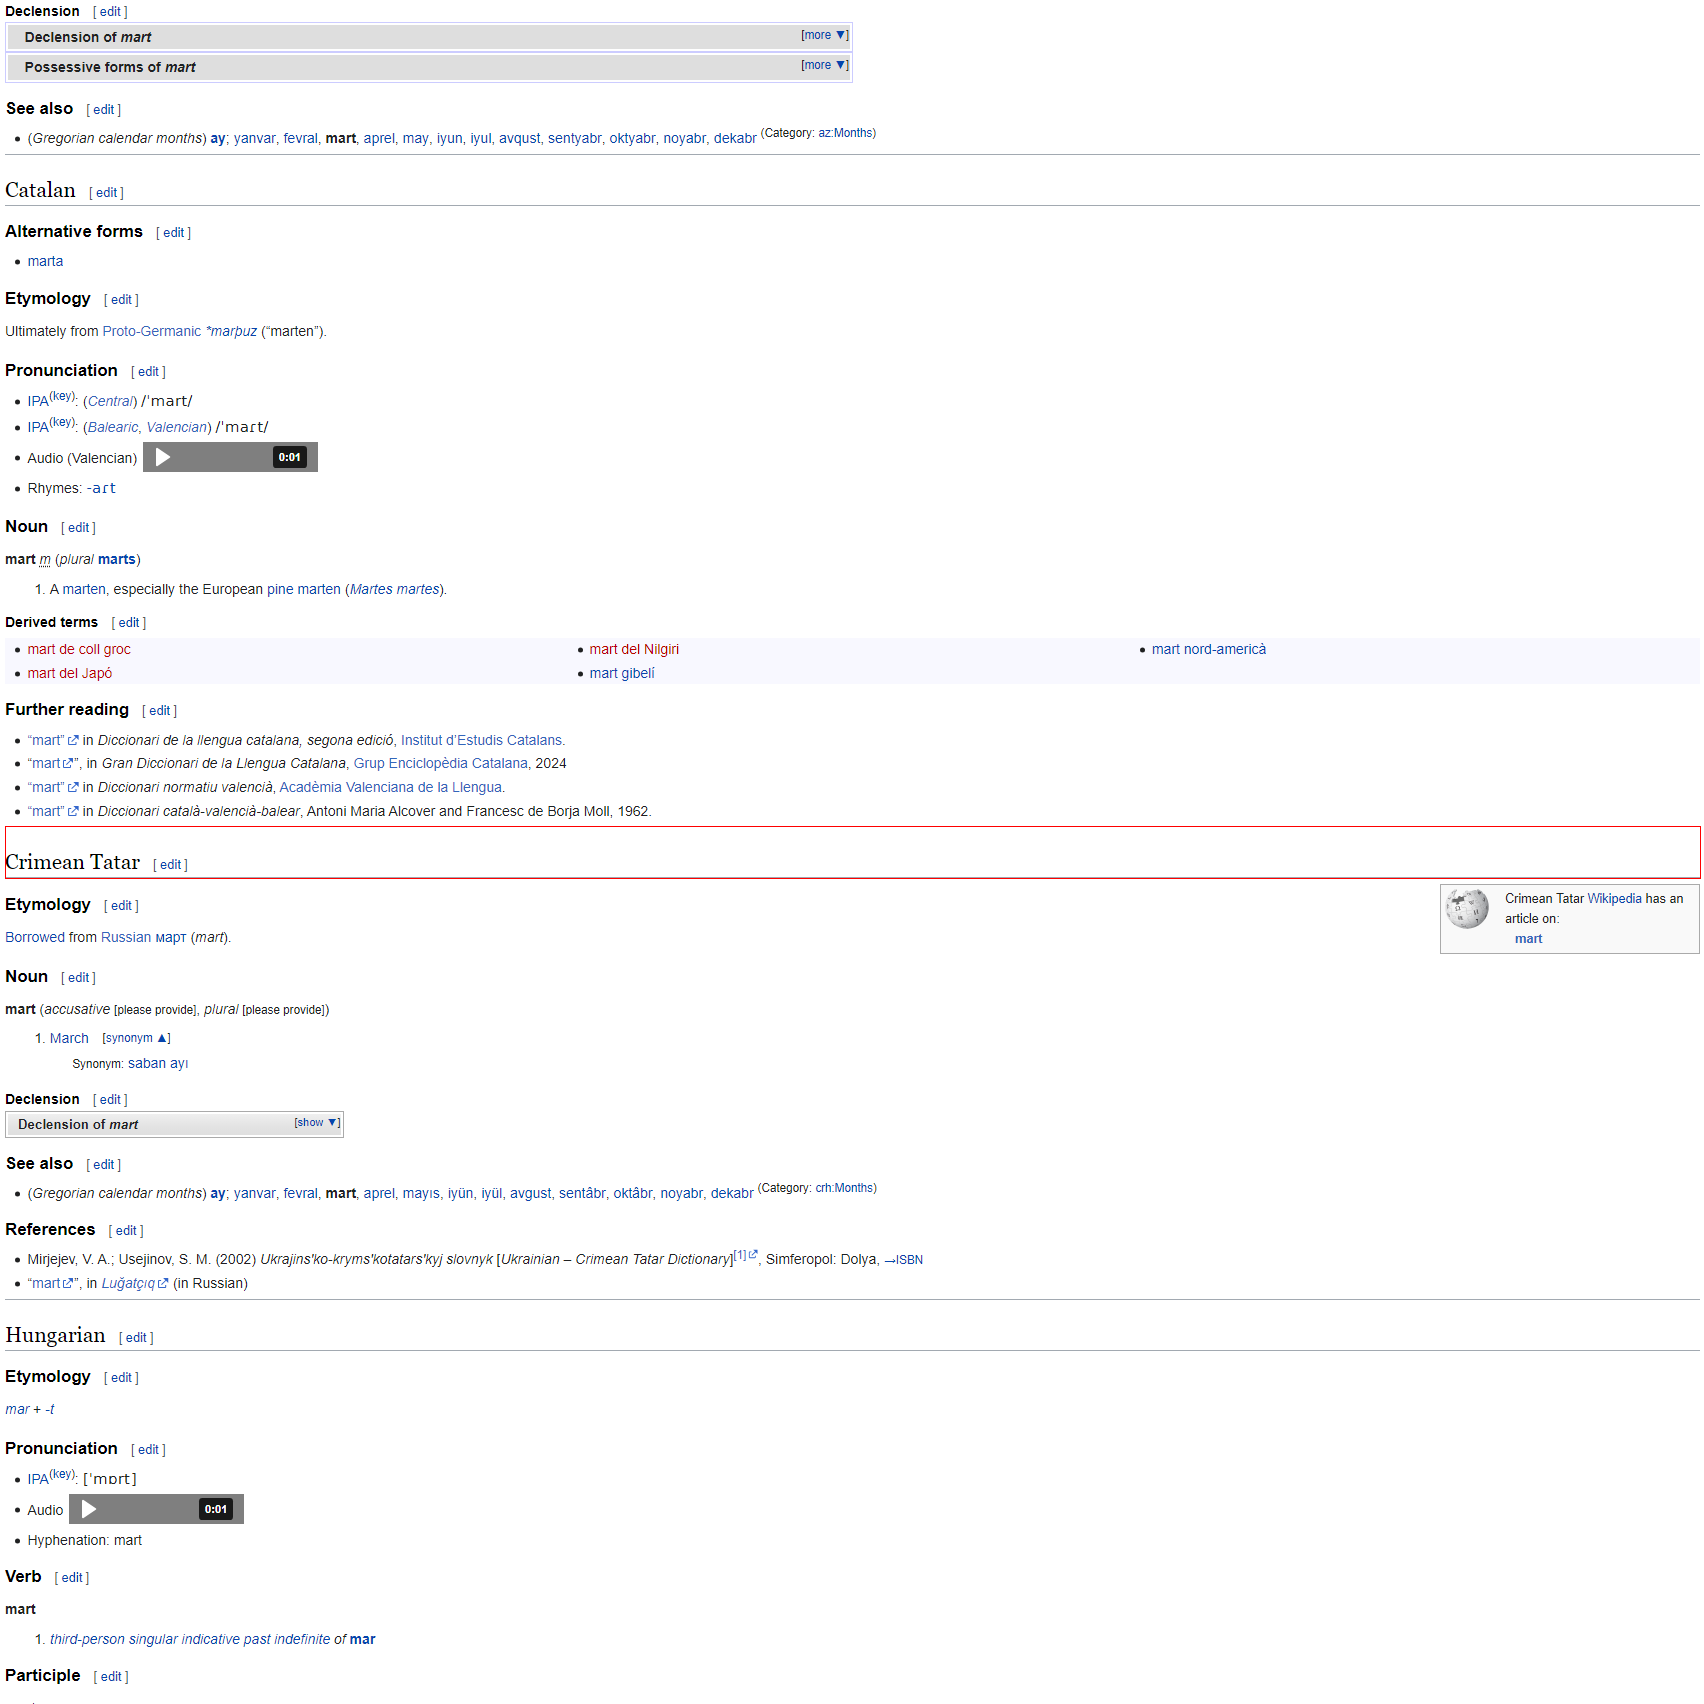 Declension [ edit ]
Declension of mart [more ▼]
Possessive forms of mart [more ▼]
See also [ edit ]
• (Gregorian calendar months) ay; yanvar, fevral, mart, aprel, may, iyun, iyul, avqust, sentyabr, oktyabr, noyabr, dekabr (Category: az:Months)
Catalan [ edit ]
Alternative forms [ edit ]
• marta
Etymology [ edit ]
Ultimately from Proto-Germanic *marþuz (“marten”).
Pronunciation [ edit ]
• IPA(key): (Central) /ˈmart/
• IPA(key): (Balearic, Valencian) /ˈmaɾt/
• Audio (Valencian) 0:01
• Rhymes: -aɾt
Noun [ edit ]
mart m (plural marts)
1. A marten, especially the European pine marten (Martes martes).
Derived terms [ edit ]
• mart de coll groc • mart del Nilgiri • mart nord-americà
• mart del Japó • mart gibelí
Further reading [ edit ]
• “mart” in Diccionari de la llengua catalana, segona edició, Institut d’Estudis Catalans.
• “mart”, in Gran Diccionari de la Llengua Catalana, Grup Enciclopèdia Catalana, 2024
• “mart” in Diccionari normatiu valencià, Acadèmia Valenciana de la Llengua.
• “mart” in Diccionari català-valencià-balear, Antoni Maria Alcover and Francesc de Borja Moll, 1962.
Crimean Tatar [ edit ]
Crimean Tatar Wikipedia has an
article on:
mart
Etymology [ edit ]
Borrowed from Russian март (mart).
Noun [ edit ]
mart (accusative [please provide], plural [please provide])
1. March [synonym ▲]
Synonym: saban ayı
Declension [ edit ]
Declension of mart [show ▼]
See also [ edit ]
• (Gregorian calendar months) ay; yanvar, fevral, mart, aprel, mayıs, iyün, iyül, avgust, sentâbr, oktâbr, noyabr, dekabr (Category: crh:Months)
References [ edit ]
• Mirjejev, V. A.; Usejinov, S. M. (2002) Ukrajinsʹko-krymsʹkotatarsʹkyj slovnyk [Ukrainian – Crimean Tatar Dictionary][1], Simferopol: Dolya, →ISBN
• “mart”, in Luğatçıq (in Russian)
Hungarian [ edit ]
Etymology [ edit ]
mar + -t
Pronunciation [ edit ]
• IPA(key): [ˈmɒrt]
• Audio 0:01
• Hyphenation: mart
Verb [ edit ]
mart
1. third-person singular indicative past indefinite of mar
Participle [ edit ]